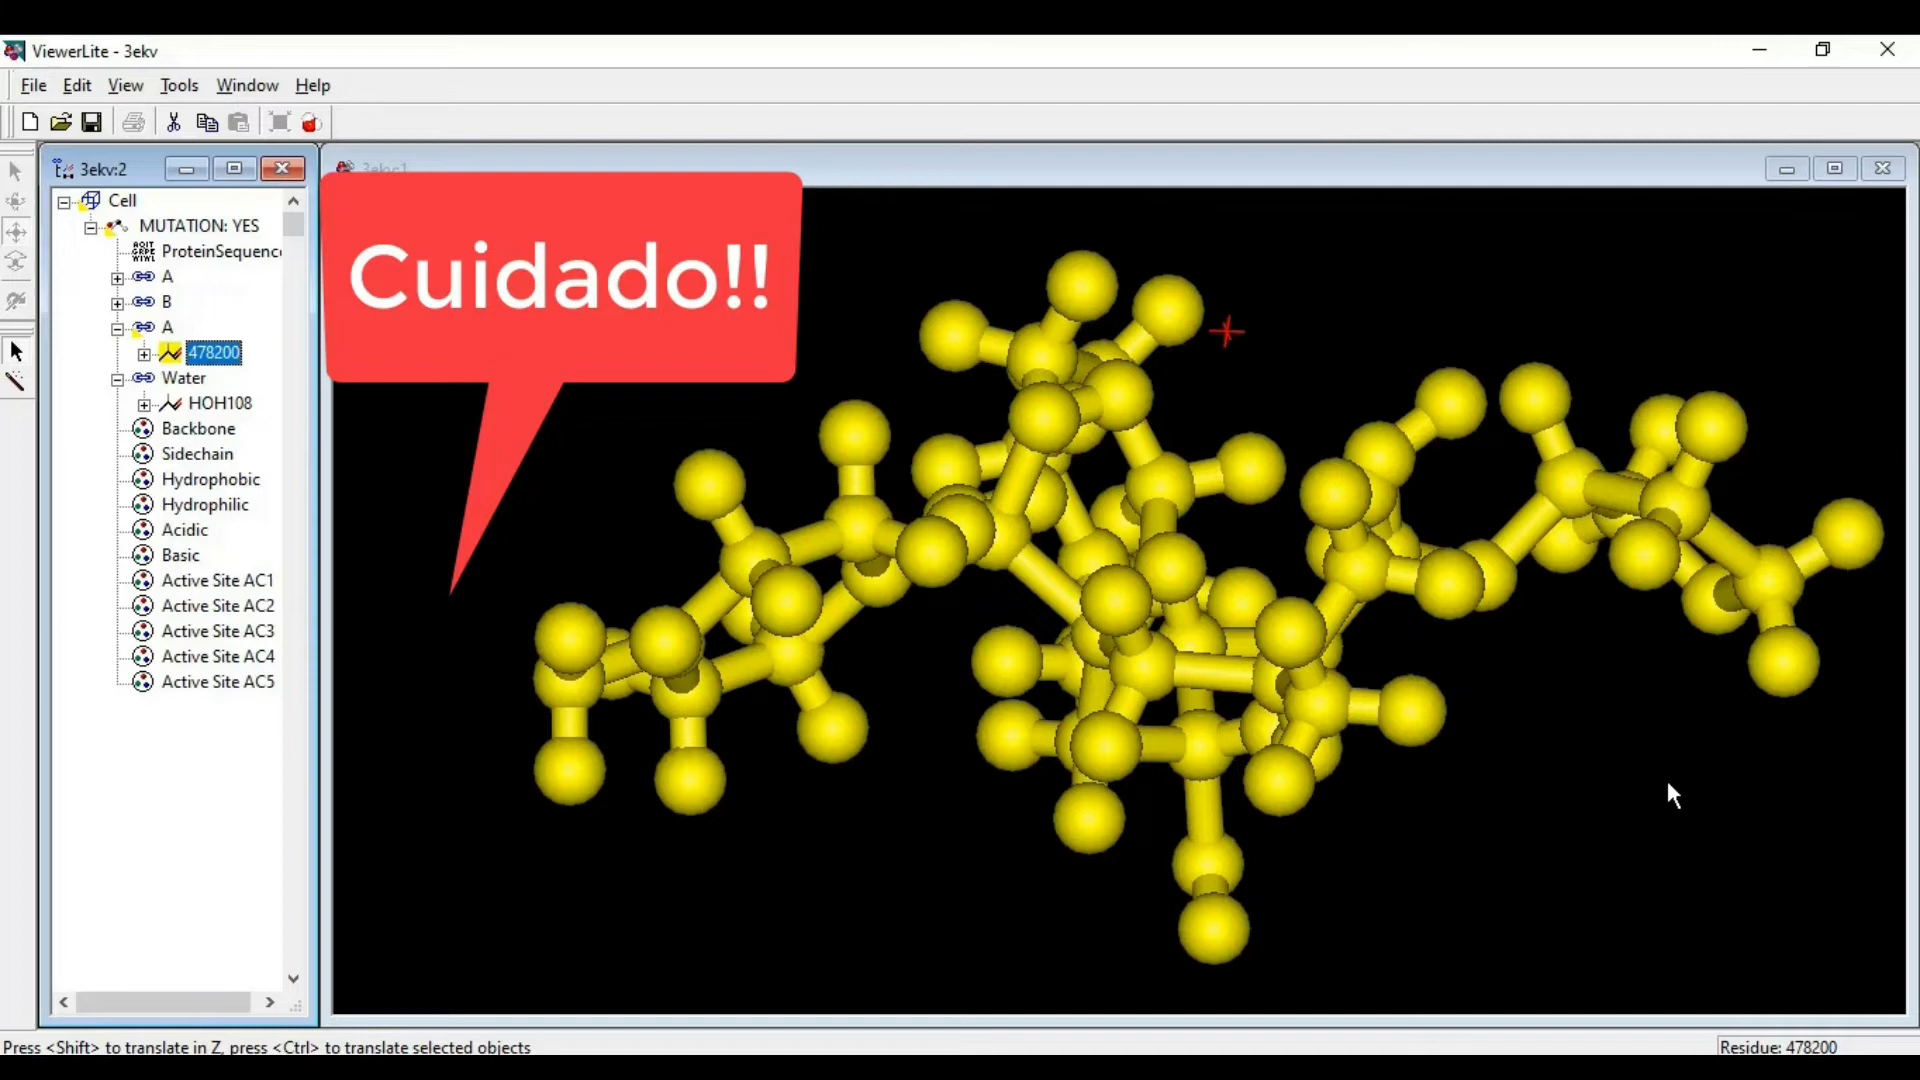 ViewerLite - 3ekv
File Edit View Tools Window Help
3ekv:2
3ekv:1
Cell
MUTATION: YES
ProteinSequenc
A
B
A
478200
Water
HOH108
Backbone
Sidechain
Hydrophobic
Hydrophilic
Acidic
Basic
Active Site AC1
Active Site AC2
Active Site AC3
Active Site AC4
Active Site AC5
Cuidado!!
Press <Shift> to translate in Z, press <Ctrl> to translate selected objects
Residue: 478200